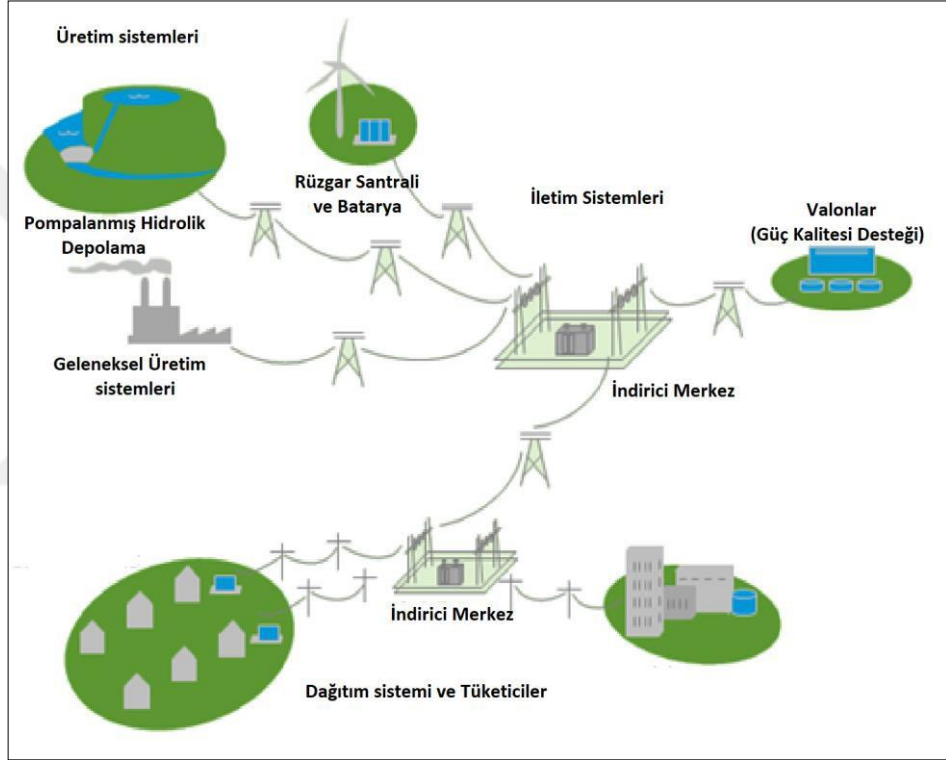 Üretim sistemleri
Rüzgar Santrali
ve Batarya
İletim Sistemleri
Valonlar
(Güç Kalitesi Desteği)
Pompalanmış Hidrolik
Depolama
Geleneksel Üretim
sistemleri
İndirici Merkez
İndirici Merkez
Dağıtım sistemi ve Tüketiciler